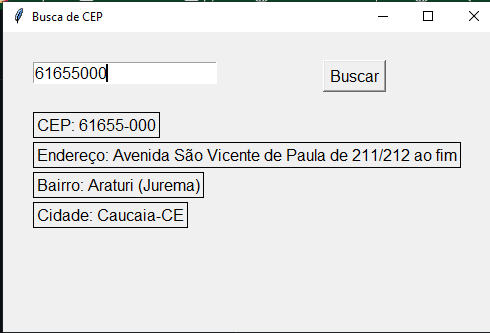 Busca de CEP
61655000
Buscar
CEP: 61655-000
Endereço: Avenida São Vicente de Paula de 211/212 ao fim
Bairro: Araturi (Jurema)
Cidade: Caucaia-CE